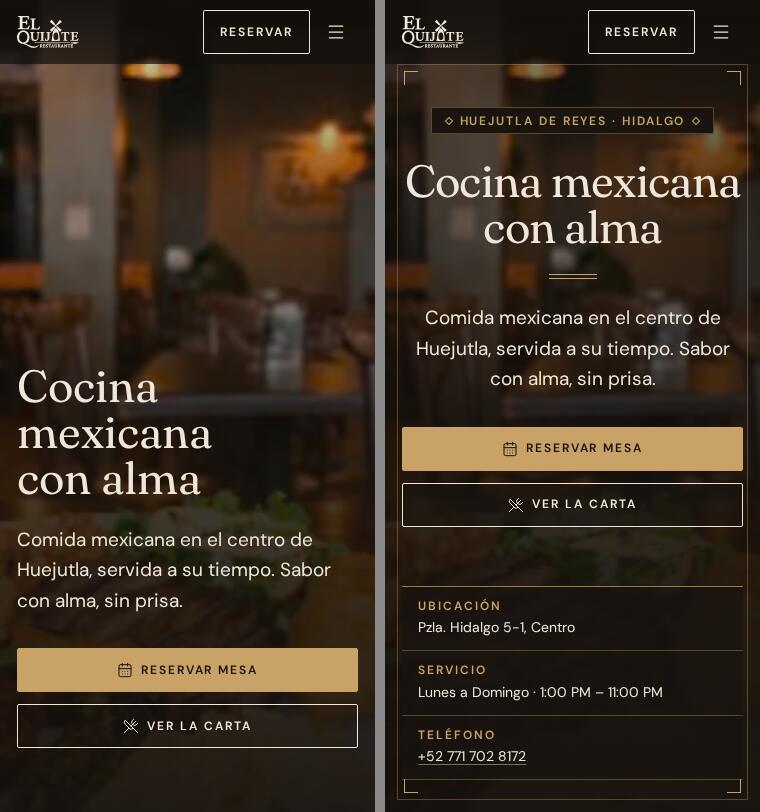 EL
QUIJOTE
RESTAURANTE
RESERVAR
Cocina
mexicana
con alma
Comida mexicana en el centro de
Huejutla, servida a su tiempo. Sabor
con alma, sin prisa.
RESERVAR MESA
VER LA CARTA
EL
QUIJOTE
RESTAURANTE
RESERVAR
HUEJUTLA DE REYES · HIDALGO
Cocina mexicana
con alma
Comida mexicana en el centro de
Huejutla, servida a su tiempo. Sabor
con alma, sin prisa.
RESERVAR MESA
VER LA CARTA
UBICACIÓN
Pzla. Hidalgo 5-1, Centro
SERVICIO
Lunes a Domingo · 1:00 PM – 11:00 PM
TELÉFONO
+52 771 702 8172